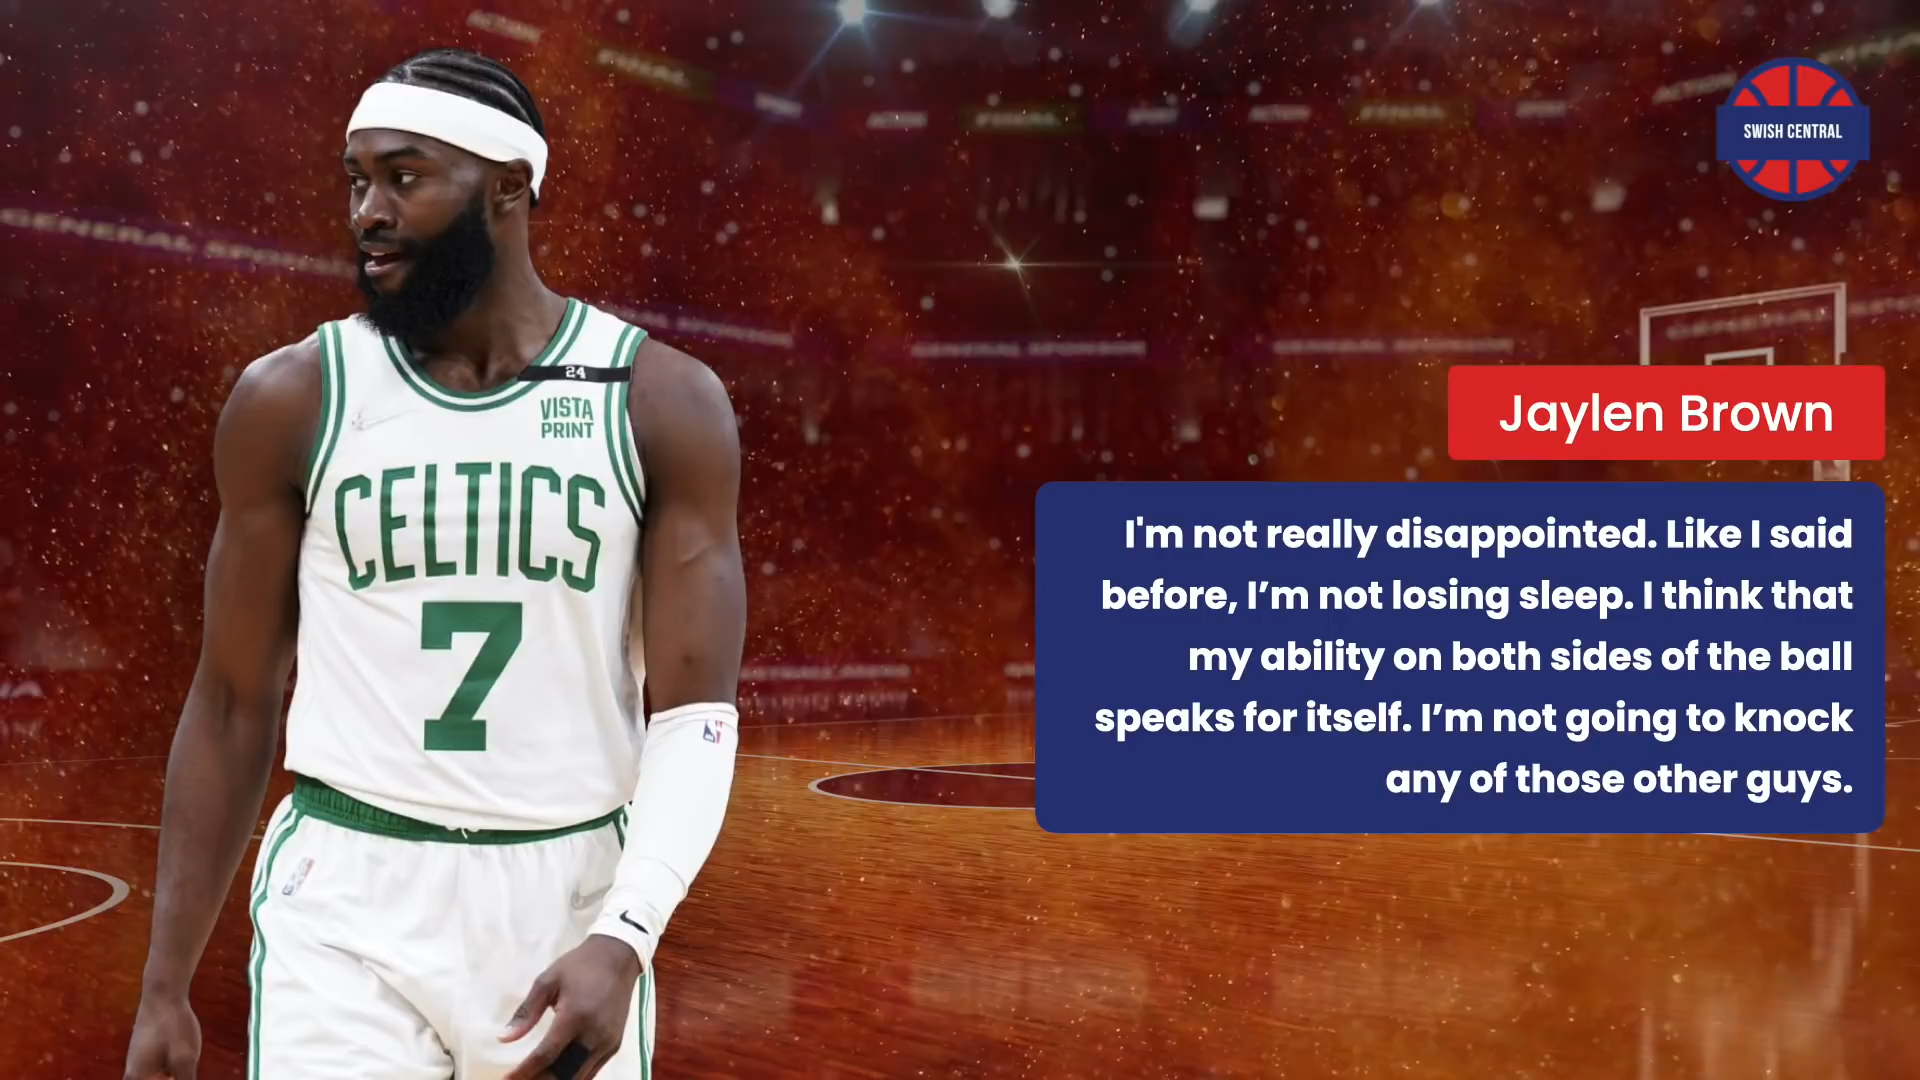 SWISH CENTRAL
GENERAL SPONSOR
24
VISTA
PRINT
CELTICS
7
Jaylen Brown
I'm not really disappointed. Like I said
before, I’m not losing sleep. I think that
my ability on both sides of the ball
speaks for itself. I’m not going to knock
any of those other guys.